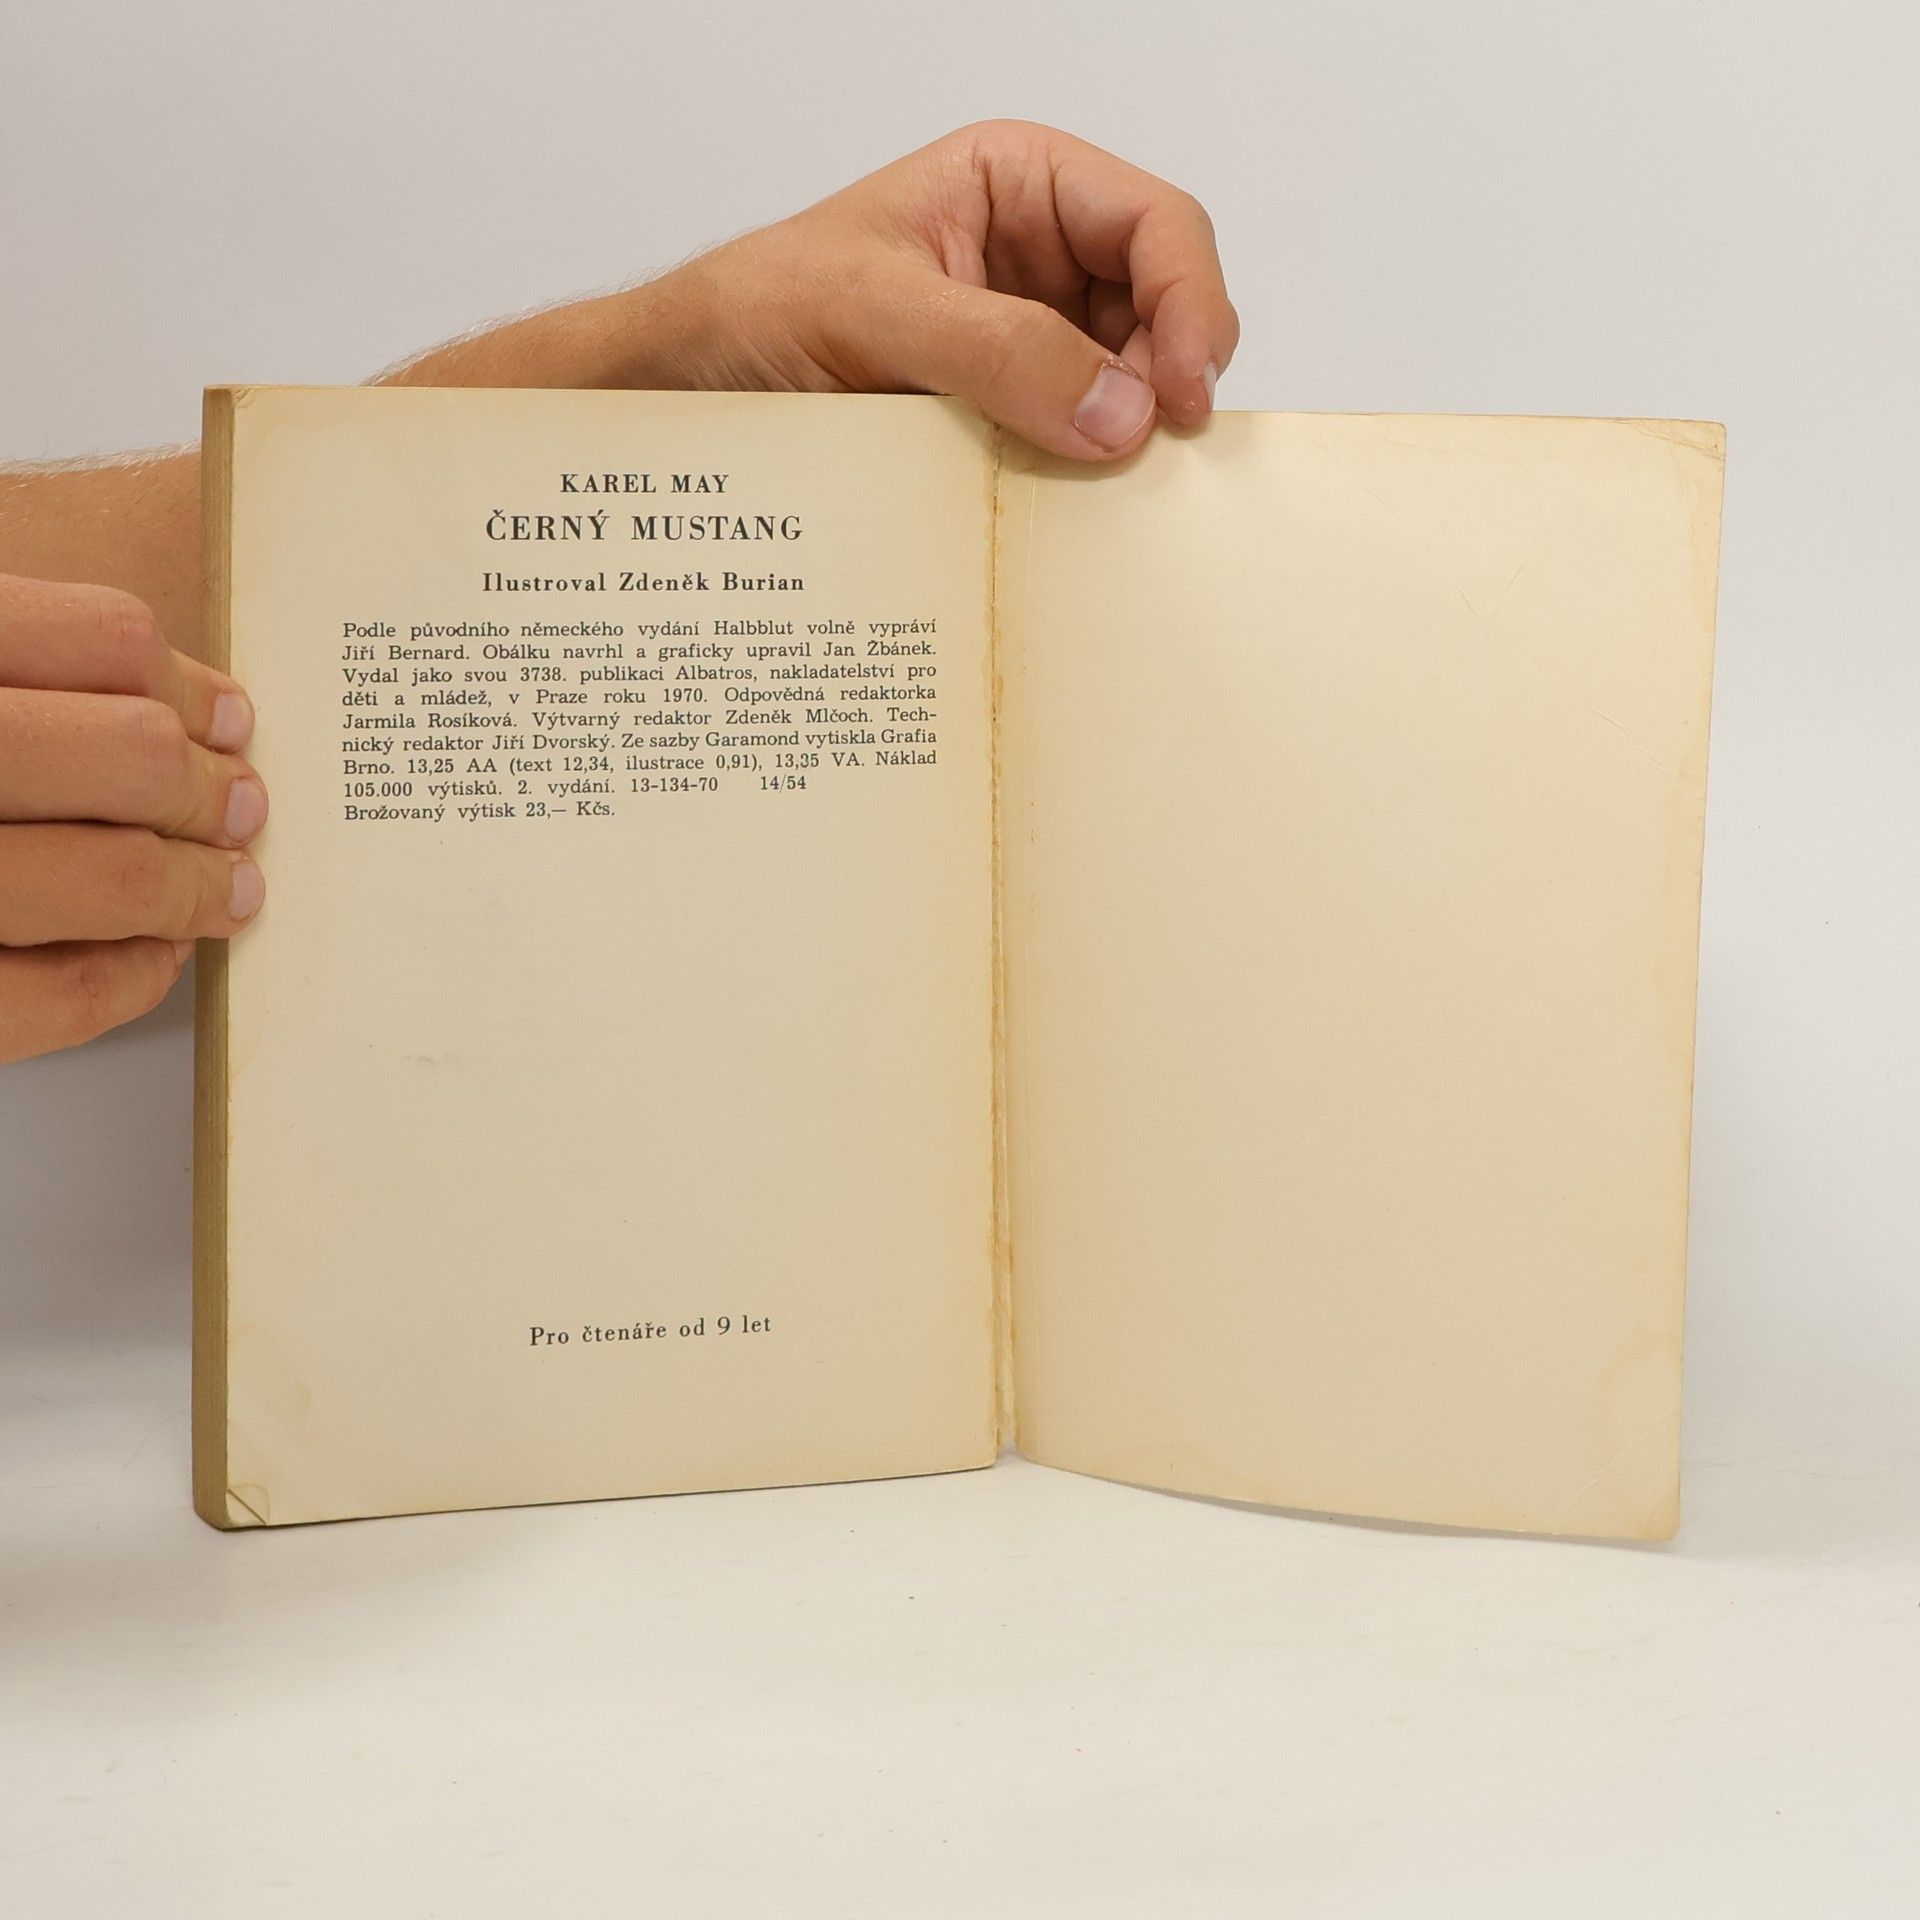 KAREL MAY
ČERNÝ MUSTANG
Ilustroval Zdeněk Burian
Podle původního německého vydání Halbblut volně vypráví
Jiří Bernard. Obálku navrhl a graficky upravil Jan Žbánek.
Vydal jako svou 3738. publikaci Albatros, nakladatelství pro
děti a mládež, v Praze roku 1970. Odpovědná redaktorka
Jarmila Rosíková. Výtvarný redaktor Zdeněk Mlčoch. Tech-
nický redaktor Jiří Dvorský. Ze sazby Garamond vytiskla Grafia
Brno. 13,25 AA (text 12,34, ilustrace 0,91), 13,35 VA. Náklad
105.000 výtisků. 2. vydání. 13-134-70 14/54
Brožovaný výtisk 23,— Kčs.
Pro čtenáře od 9 let